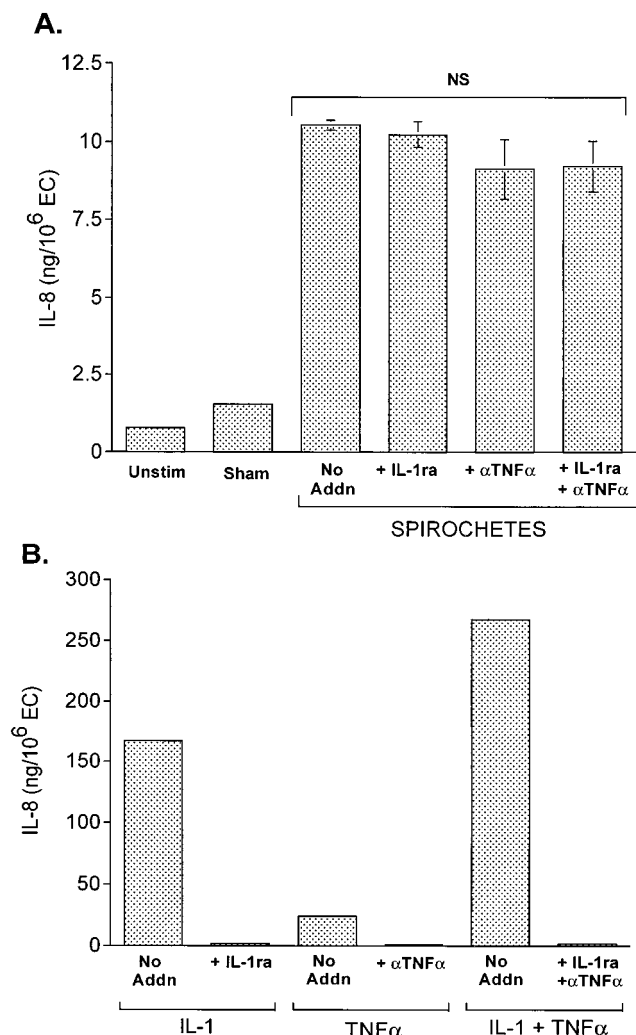 A.
NS
12.5
10
7.5
5
2.5
0
IL-8 (ng/10⁶ EC)
Unstim Sham No Addn + IL-1ra + αTNFα + IL-1ra + αTNFα
SPIROCHETES
B.
300
250
200
150
100
50
0
IL-8 (ng/10⁶ EC)
No Addn + IL-1ra No Addn + αTNFα No Addn + IL-1ra +αTNFα
IL-1 TNFα IL-1 + TNFα